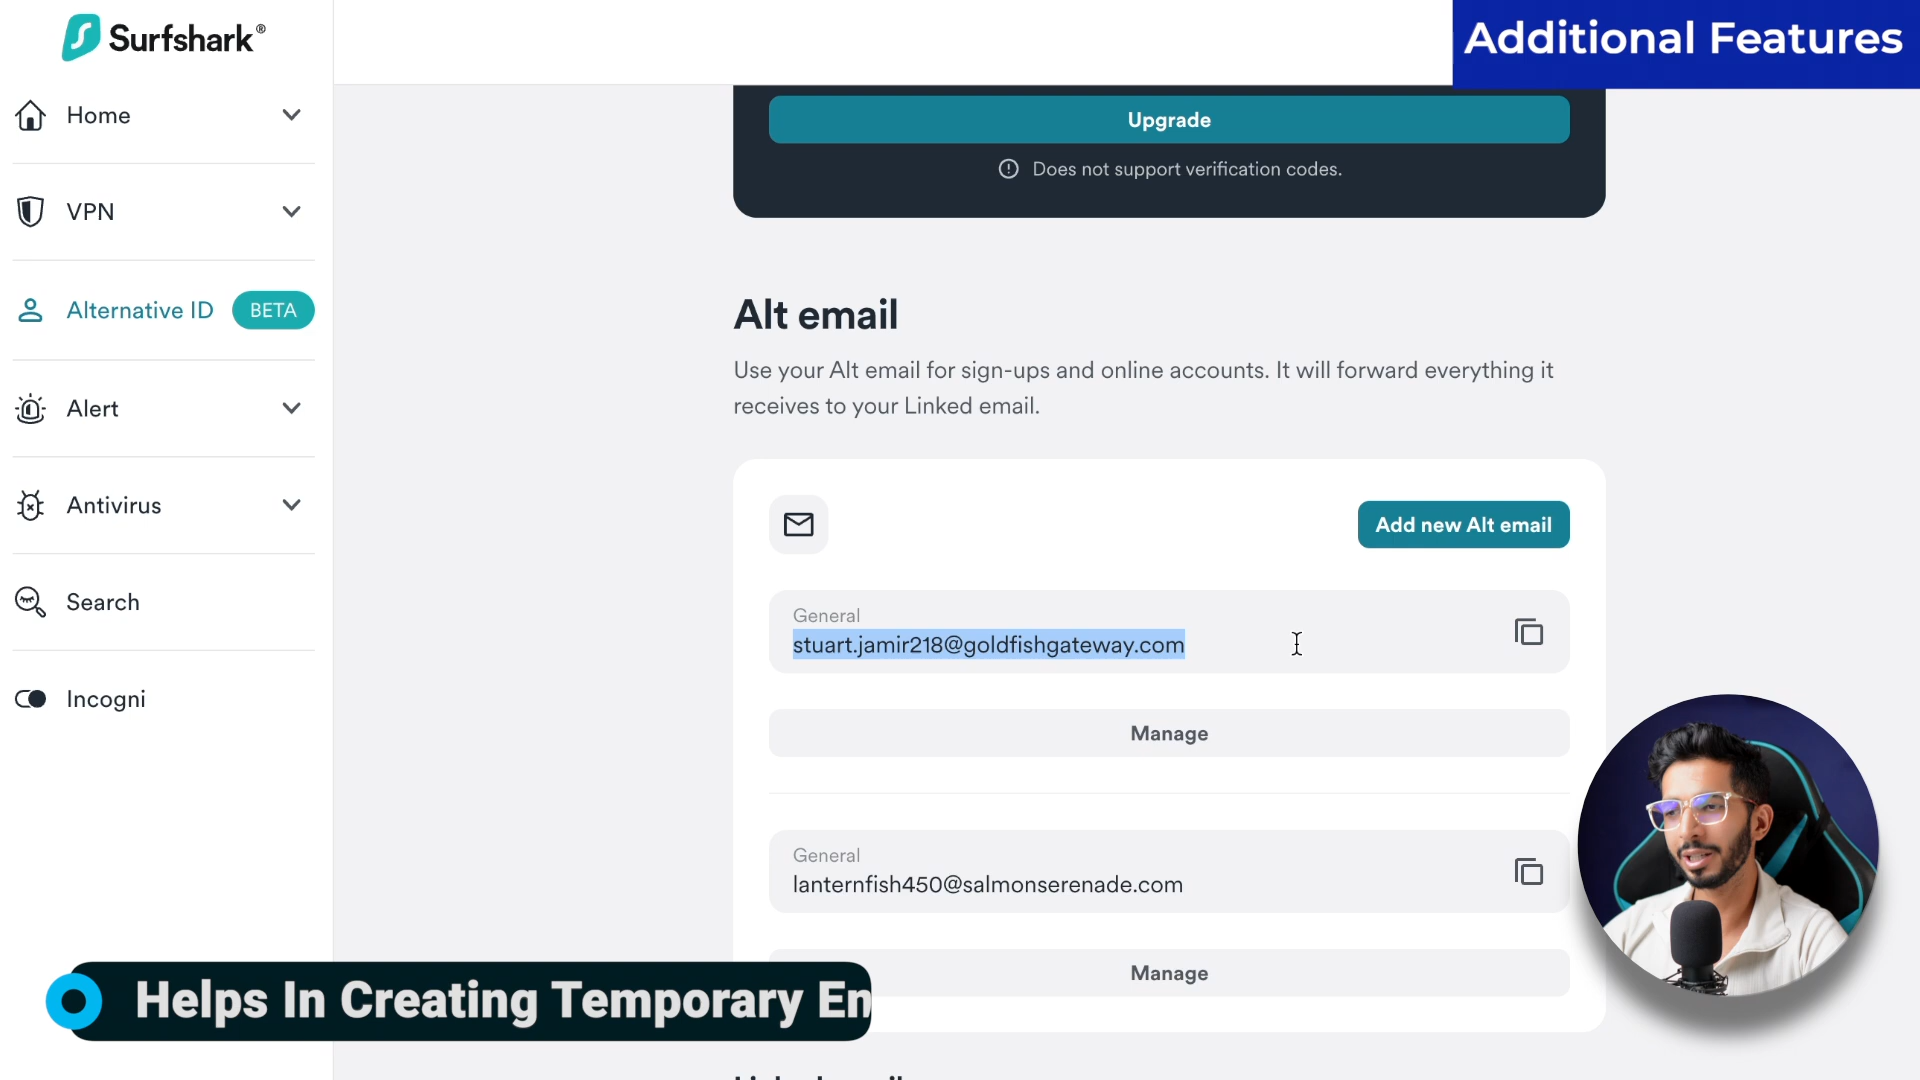 Surfshark®
Additional Features
Home
VPN
Alternative ID BETA
Alert
Antivirus
Search
Incogni
Upgrade
Does not support verification codes.
Alt email
Use your Alt email for sign-ups and online accounts. It will forward everything it
receives to your Linked email.
Add new Alt email
General
stuart.jamir218@goldfishgateway.com
Manage
General
lanternfish450@salmonserenade.com
Manage
Helps In Creating Temporary